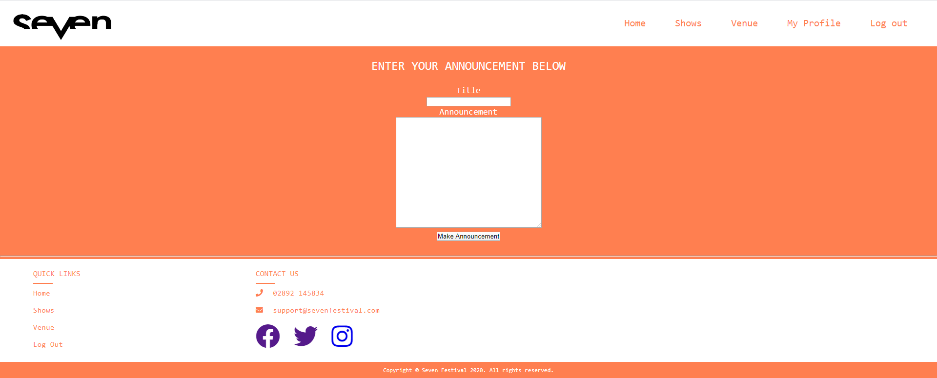 Seven
Home Shows Venue My Profile Log out
ENTER YOUR ANNOUNCEMENT BELOW
Title
Announcement
Make Announcement
QUICK LINKS
Home
Shows
Venue
Log Out
CONTACT US
02892 145834
support@sevenfestival.com
Copyright © Seven Festival 2020. All rights reserved.